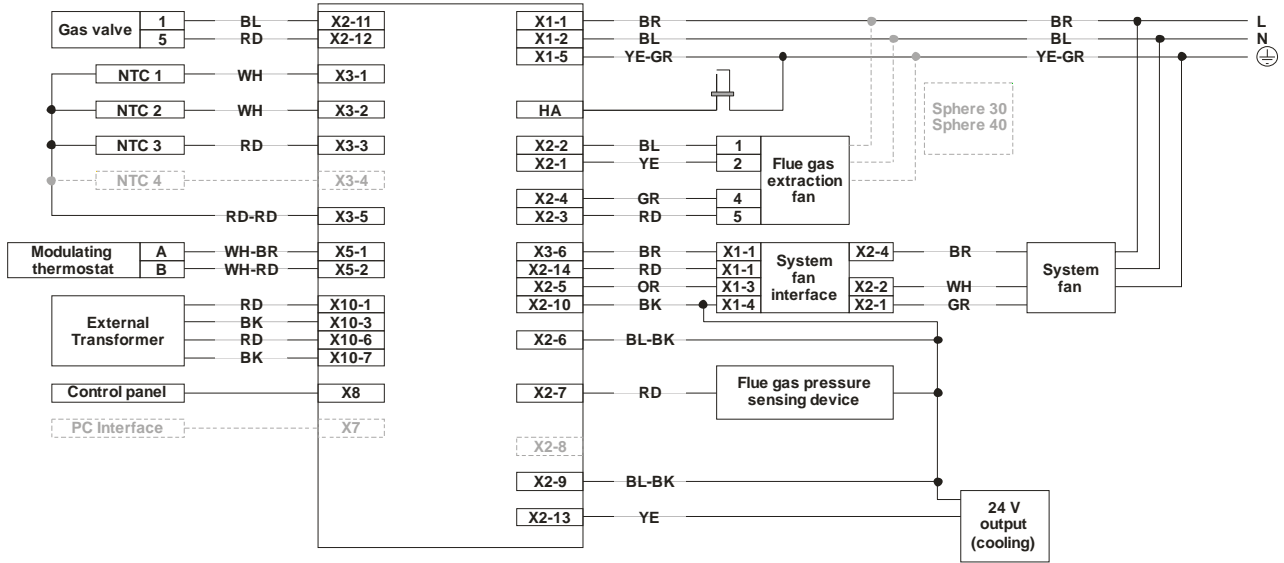 Gas valve 1 BL X2-11
5 RD X2-12
NTC 1 WH X3-1
NTC 2 WH X3-2
NTC 3 RD X3-3
NTC 4 X3-4
RD-RD X3-5
Modulating thermostat A WH-BR X5-1
B WH-RD X5-2
External Transformer
RD X10-1
BK X10-3
RD X10-6
BK X10-7
Control panel X8
PC Interface X7
X1-1 BR BR L
X1-2 BL BL N
X1-5 YE-GR YE-GR
HA
Sphere 30
Sphere 40
X2-2 BL 1
X2-1 YE 2
X2-4 GR 4
X2-3 RD 5
Flue gas
extraction
fan
X3-6 BR X1-1
X2-14 RD X1-1
X2-5 OR X1-3
X2-10 BK X1-4
System
fan
interface
X2-4 BR
X2-2 WH
X2-1 GR
System
fan
X2-6 BL-BK
X2-7 RD
Flue gas pressure
sensing device
X2-8
X2-9 BL-BK
X2-13 YE
24 V
output
(cooling)